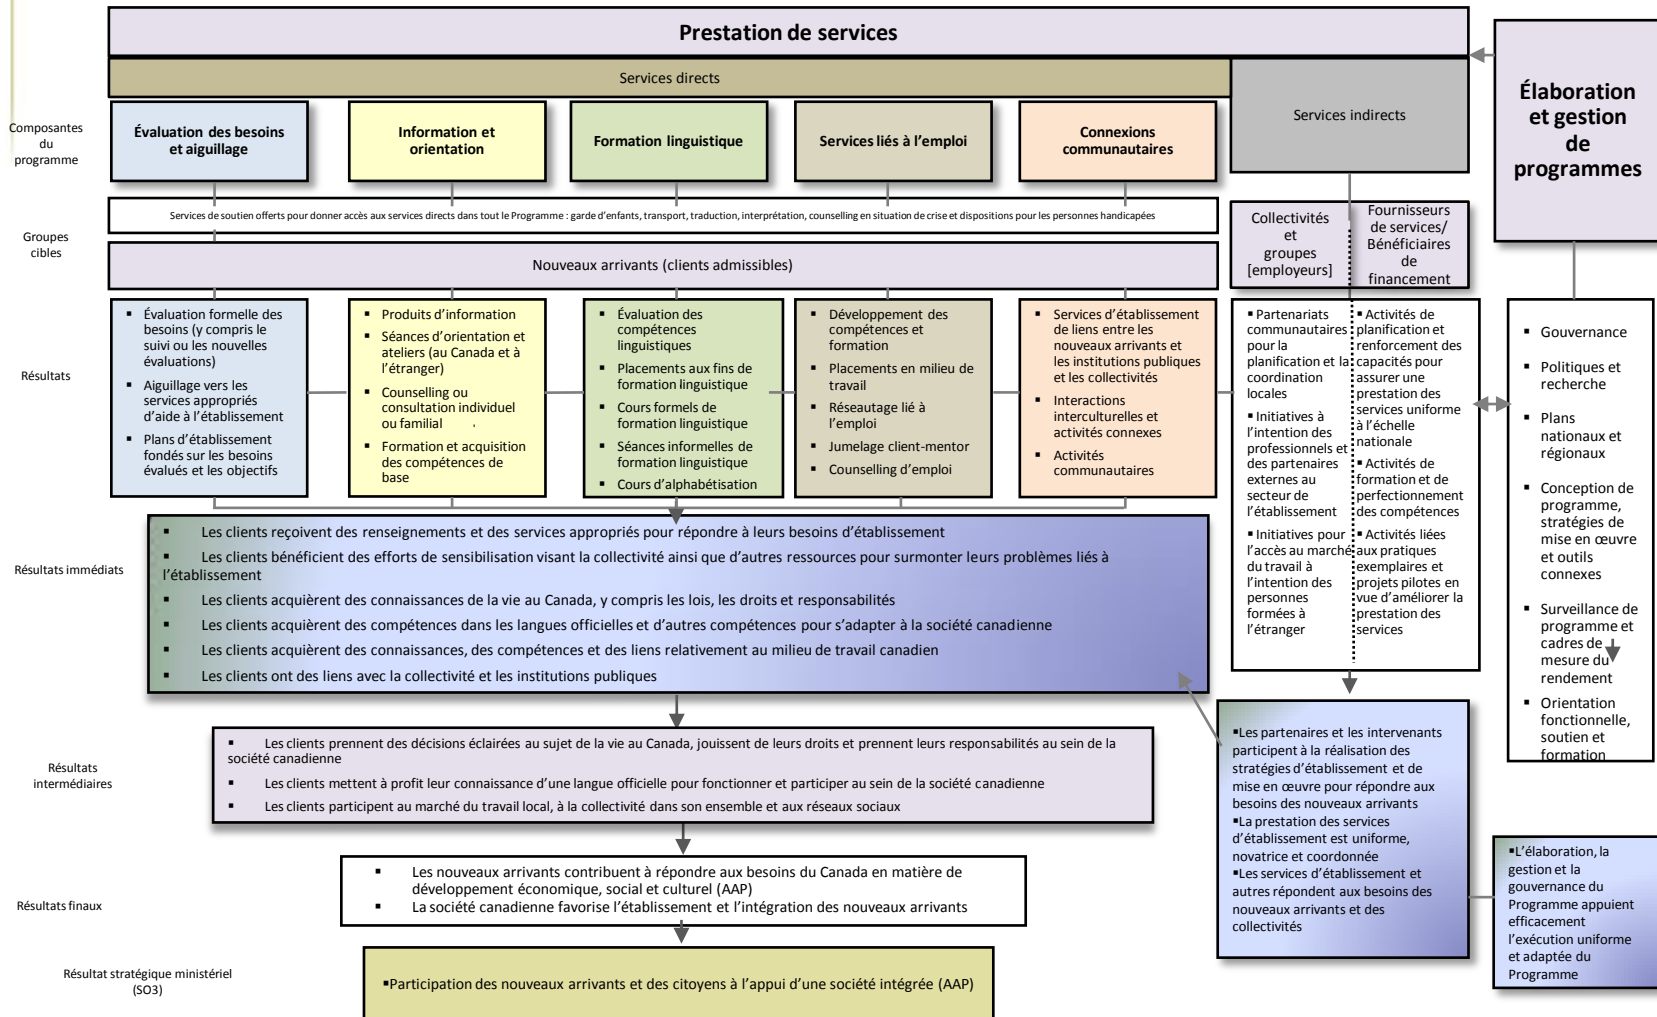 Prestation de services
Services directs
Services indirects
Élaboration
et gestion
de
programmes
Composantes
du
programme
Évaluation des besoins
et aiguillage
Information et
orientation
Formation linguistique
Services liés à l'emploi
Connexions
communautaires
Services de soutien offerts pour donner accès aux services directs dans tout le Programme : garde d'enfants, transport, traduction, interprétation, counselling en situation de crise et dispositions pour les personnes handicapées
Groupes
cibles
Nouveaux arrivants (clients admissibles)
Collectivités
et
groupes
[employeurs]
Fournisseurs
de services/
Bénéficiaires
de
financement
Résultats
▪ Évaluation formelle des
besoins (y compris le
suivi ou les nouvelles
évaluations)
▪ Aiguillage vers les
services appropriés
d'aide à l'établissement
▪ Plans d'établissement
fondés sur les besoins
évalués et les objectifs
▪ Produits d'information
▪ Séances d'orientation et
ateliers (au Canada et à
l'étranger)
▪ Counselling ou
consultation individuel
ou familial .
▪ Formation et acquisition
des compétences de
base
▪ Évaluation des
compétences
linguistiques
▪ Placements aux fins de
formation linguistique
▪ Cours formels de
formation linguistique
▪ Séances informelles de
formation linguistique
▪ Cours d'alphabétisation
▪ Développement des
compétences et
formation
▪ Placements en milieu de
travail
▪ Réseautage lié à
l'emploi
▪ Jumelage client-mentor
▪ Counselling d'emploi
▪ Services d'établissement
de liens entre les
nouveaux arrivants et
les institutions publiques
et les collectivités
▪ Interactions
interculturelles et
activités connexes
▪ Activités
communautaires
▪ Partenariats
communautaires
pour la
planification et la
coordination
locales
▪ Initiatives à
l'intention des
professionnels et
des partenaires
externes au
secteur de
l'établissement
▪ Initiatives pour
l'accès au marché
du travail à
l'intention des
personnes
formées à
l'étranger
▪ Activités de
planification et
renforcement des
capacités pour
assurer une
prestation des
services uniforme
à l'échelle
nationale
▪ Activités de
formation et de
perfectionnement
des compétences
▪ Activités liées
aux pratiques
exemplaires et
projets pilotes en
vue d'améliorer la
prestation des
services
▪ Gouvernance
▪ Politiques et
recherche
▪ Plans
nationaux et
régionaux
▪ Conception de
programme,
stratégies de
mise en œuvre
et outils
connexes
▪ Surveillance de
programme et
cadres de
mesure du
rendement
▪ Orientation
fonctionnelle,
soutien et
formation
Résultats immédiats
▪ Les clients reçoivent des renseignements et des services appropriés pour répondre à leurs besoins d'établissement
▪ Les clients bénéficient des efforts de sensibilisation visant la collectivité ainsi que d'autres ressources pour surmonter leurs problèmes liés à
l'établissement
▪ Les clients acquièrent des connaissances de la vie au Canada, y compris les lois, les droits et responsabilités
▪ Les clients acquièrent des compétences dans les langues officielles et d'autres compétences pour s'adapter à la société canadienne
▪ Les clients acquièrent des connaissances, des compétences et des liens relativement au milieu de travail canadien
▪ Les clients ont des liens avec la collectivité et les institutions publiques
Résultats
intermédiaires
▪ Les clients prennent des décisions éclairées au sujet de la vie au Canada, jouissent de leurs droits et prennent leurs responsabilités au sein de la
société canadienne
▪ Les clients mettent à profit leur connaissance d'une langue officielle pour fonctionner et participer au sein de la société canadienne
▪ Les clients participent au marché du travail local, à la collectivité dans son ensemble et aux réseaux sociaux
▪Les partenaires et les intervenants
participent à la réalisation des
stratégies d'établissement et de
mise en œuvre pour répondre aux
besoins des nouveaux arrivants
▪La prestation des services
d'établissement est uniforme,
novatrice et coordonnée
▪Les services d'établissement et
autres répondent aux besoins des
nouveaux arrivants et des
collectivités
▪L'élaboration, la
gestion et la
gouvernance du
Programme appuient
efficacement
l'exécution uniforme
et adaptée du
Programme
Résultats finaux
▪ Les nouveaux arrivants contribuent à répondre aux besoins du Canada en matière de
développement économique, social et culturel (AAP)
▪ La société canadienne favorise l'établissement et l'intégration des nouveaux arrivants
Résultat stratégique ministériel
(SO3)
▪Participation des nouveaux arrivants et des citoyens à l'appui d'une société intégrée (AAP)